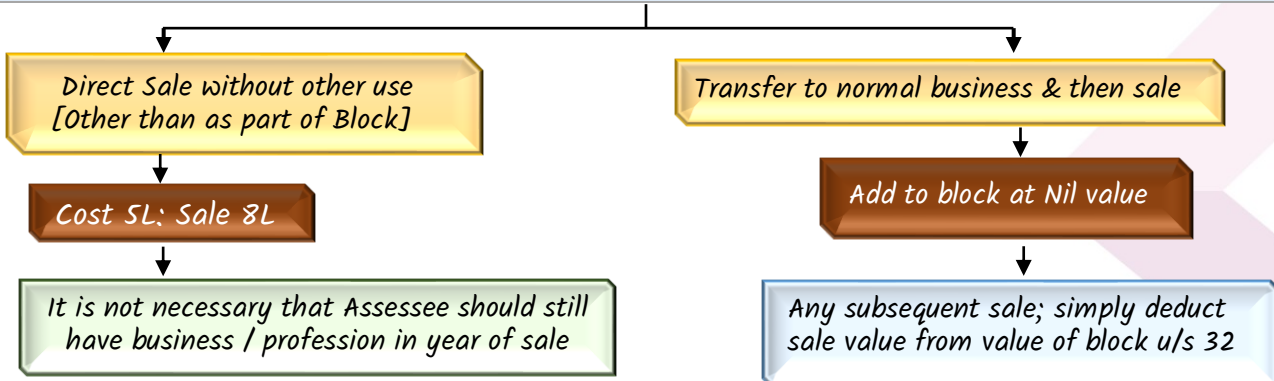 Direct Sale without other use
[Other than as part of Block]
Cost 5L: Sale 8L
It is not necessary that Assessee should still
have business / profession in year of sale
Transfer to normal business & then sale
Add to block at Nil value
Any subsequent sale; simply deduct
sale value from value of block u/s 32